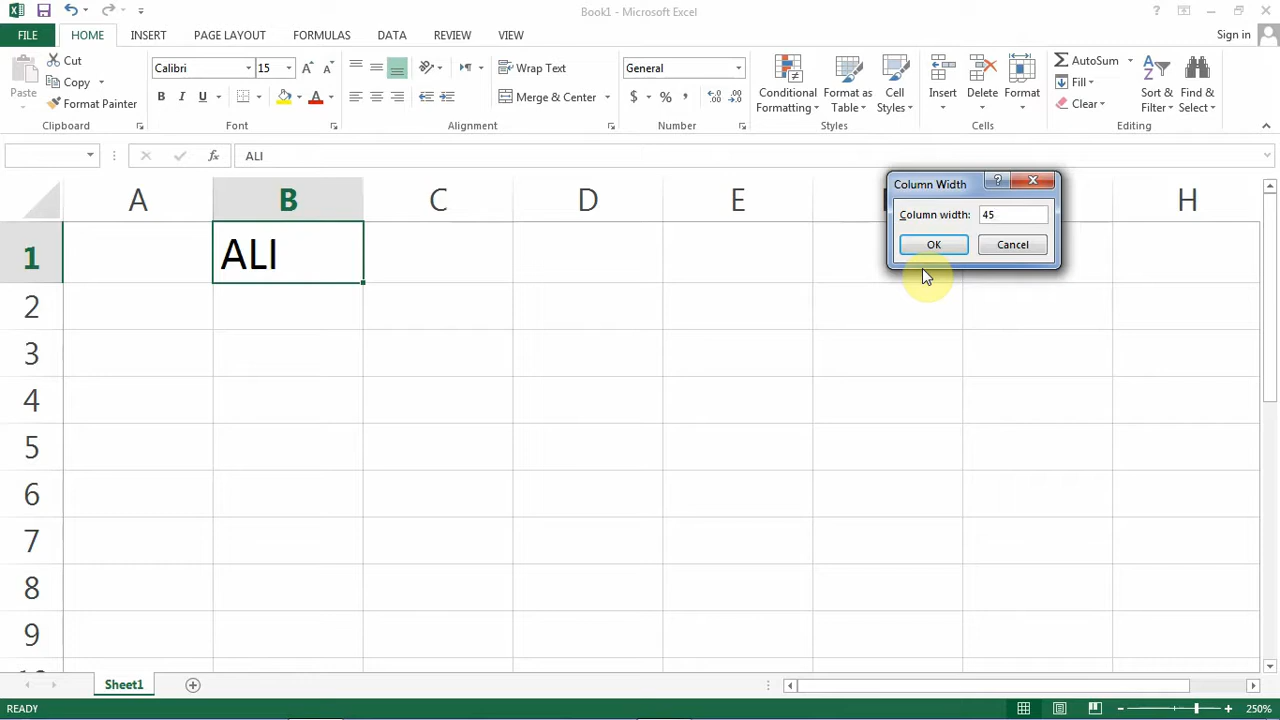 Book1 - Microsoft Excel
FILE HOME INSERT PAGE LAYOUT FORMULAS DATA REVIEW VIEW Sign in
Paste Cut Copy Format Painter Clipboard
Calibri 15 B I U A Font
Wrap Text Merge & Center Alignment
General $ % , Number
Conditional Formatting Format as Table Cell Styles Styles
Insert Delete Format Cells
AutoSum Fill Clear Sort & Filter Find & Select Editing
fx ALI
A B C D E H
Column Width
Column width: 45
OK Cancel
1 ALI
2
3
4
5
6
7
8
9
Sheet1
READY 250%